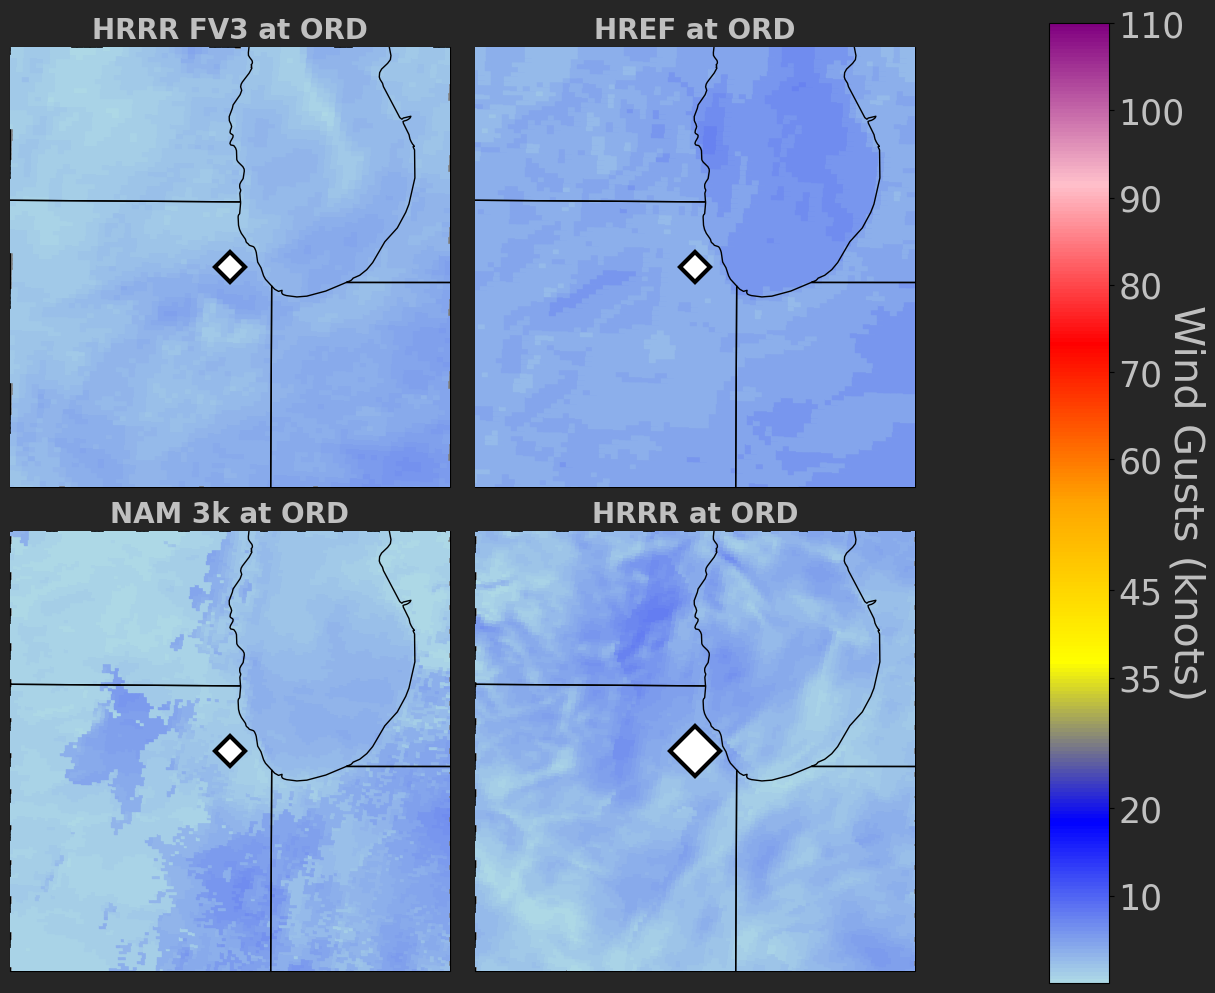 HRRR FV3 at ORD
HREF at ORD
NAM 3k at ORD
HRRR at ORD
110
100
90
80
70
60
45
35
20
10
Wind Gusts (knots)